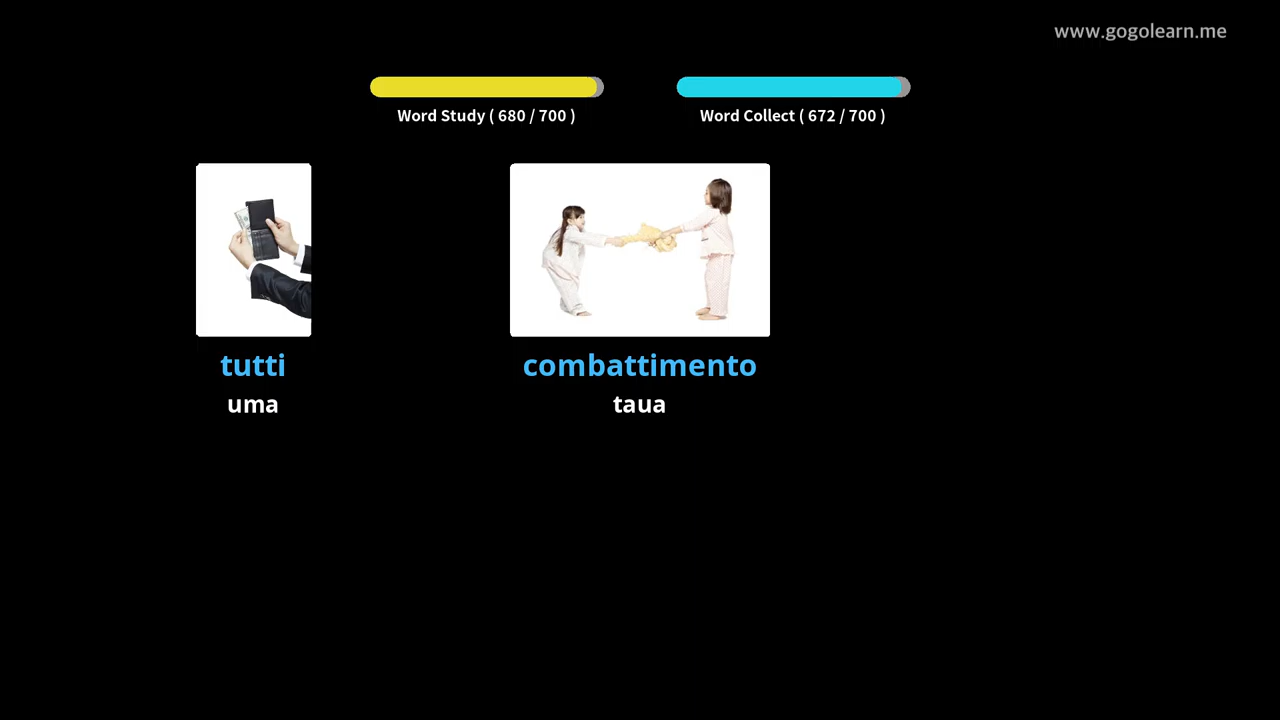 www.gogolearn.me
Word Study ( 680 / 700 )
Word Collect ( 672 / 700 )
tutti
uma
combattimento
taua